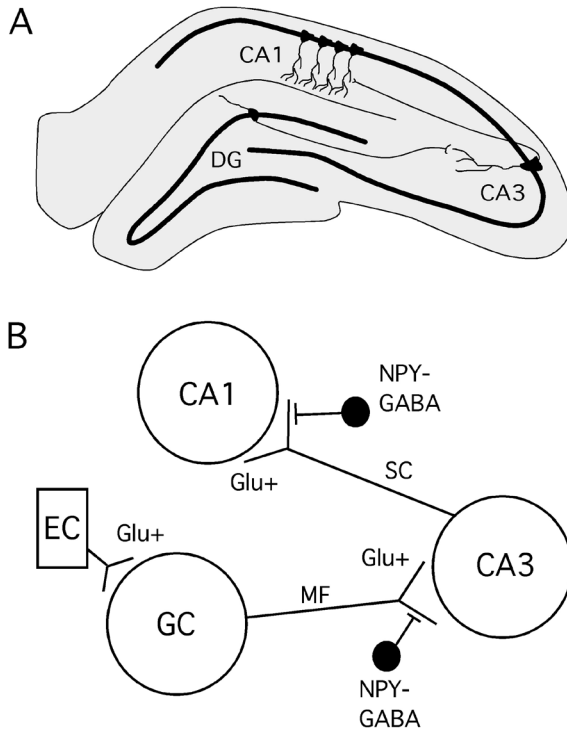 A
CA1
DG
CA3
B
CA1
NPY-
GABA
Glu+
SC
EC
Glu+
Glu+
CA3
GC
MF
NPY-
GABA